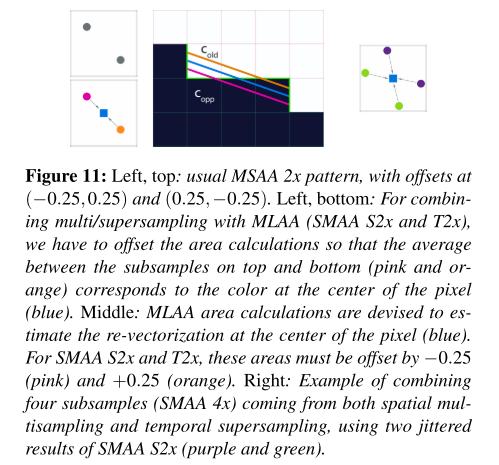 Cold
Copp
Figure 11: Left, top: usual MSAA 2x pattern, with offsets at
(−0.25,0.25) and (0.25,−0.25). Left, bottom: For combin-
ing multi/supersampling with MLAA (SMAA S2x and T2x),
we have to offset the area calculations so that the average
between the subsamples on top and bottom (pink and or-
ange) corresponds to the color at the center of the pixel
(blue). Middle: MLAA area calculations are devised to es-
timate the re-vectorization at the center of the pixel (blue).
For SMAA S2x and T2x, these areas must be offset by −0.25
(pink) and +0.25 (orange). Right: Example of combining
four subsamples (SMAA 4x) coming from both spatial mul-
tisampling and temporal supersampling, using two jittered
results of SMAA S2x (purple and green).